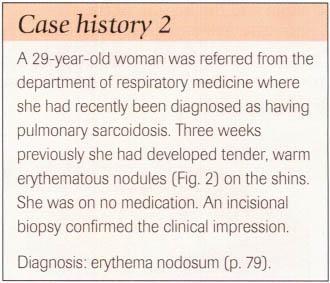 Case history 2
A 29-year-old woman was referred from the
department of respiratory medicine where
she had recently been diagnosed as having
pulmonary sarcoidosis. Three weeks
previously she had developed tender, warm
erythematous nodules (Fig. 2) on the shins.
She was on no medication. An incisional
biopsy confirmed the clinical impression.
Diagnosis: erythema nodosum (p. 79).